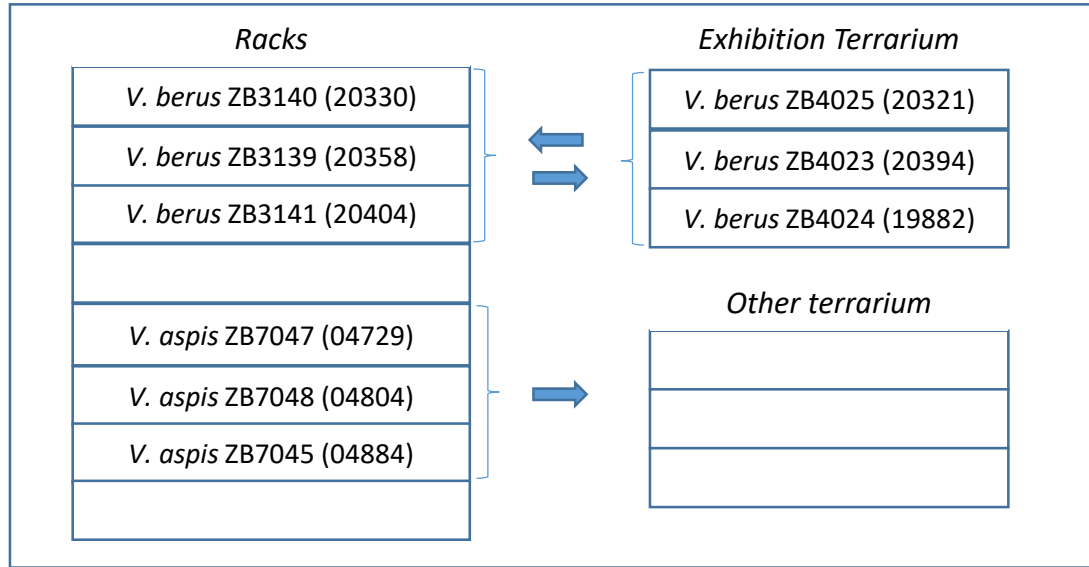 Racks
V. berus ZB3140 (20330)
V. berus ZB3139 (20358)
V. berus ZB3141 (20404)
V. aspis ZB7047 (04729)
V. aspis ZB7048 (04804)
V. aspis ZB7045 (04884)
Exhibition Terrarium
V. berus ZB4025 (20321)
V. berus ZB4023 (20394)
V. berus ZB4024 (19882)
Other terrarium